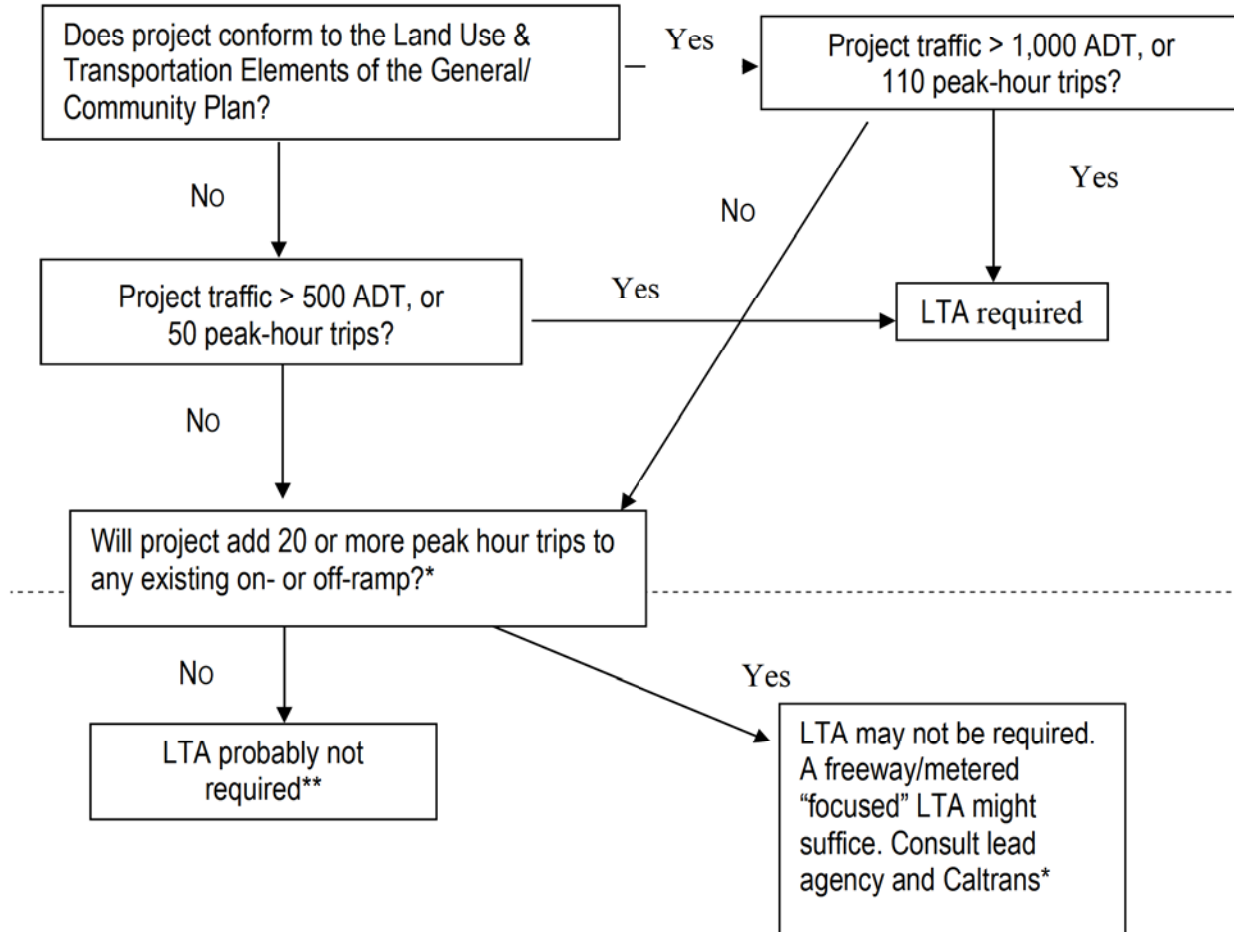 Does project conform to the Land Use &
Transportation Elements of the General/
Community Plan?
Yes
Project traffic > 1,000 ADT, or
110 peak-hour trips?
No
No
Yes
Project traffic > 500 ADT, or
50 peak-hour trips?
Yes
LTA required
No
Will project add 20 or more peak hour trips to
any existing on- or off-ramp?*
No
Yes
LTA probably not
required**
LTA may not be required.
A freeway/metered
“focused” LTA might
suffice. Consult lead
agency and Caltrans*